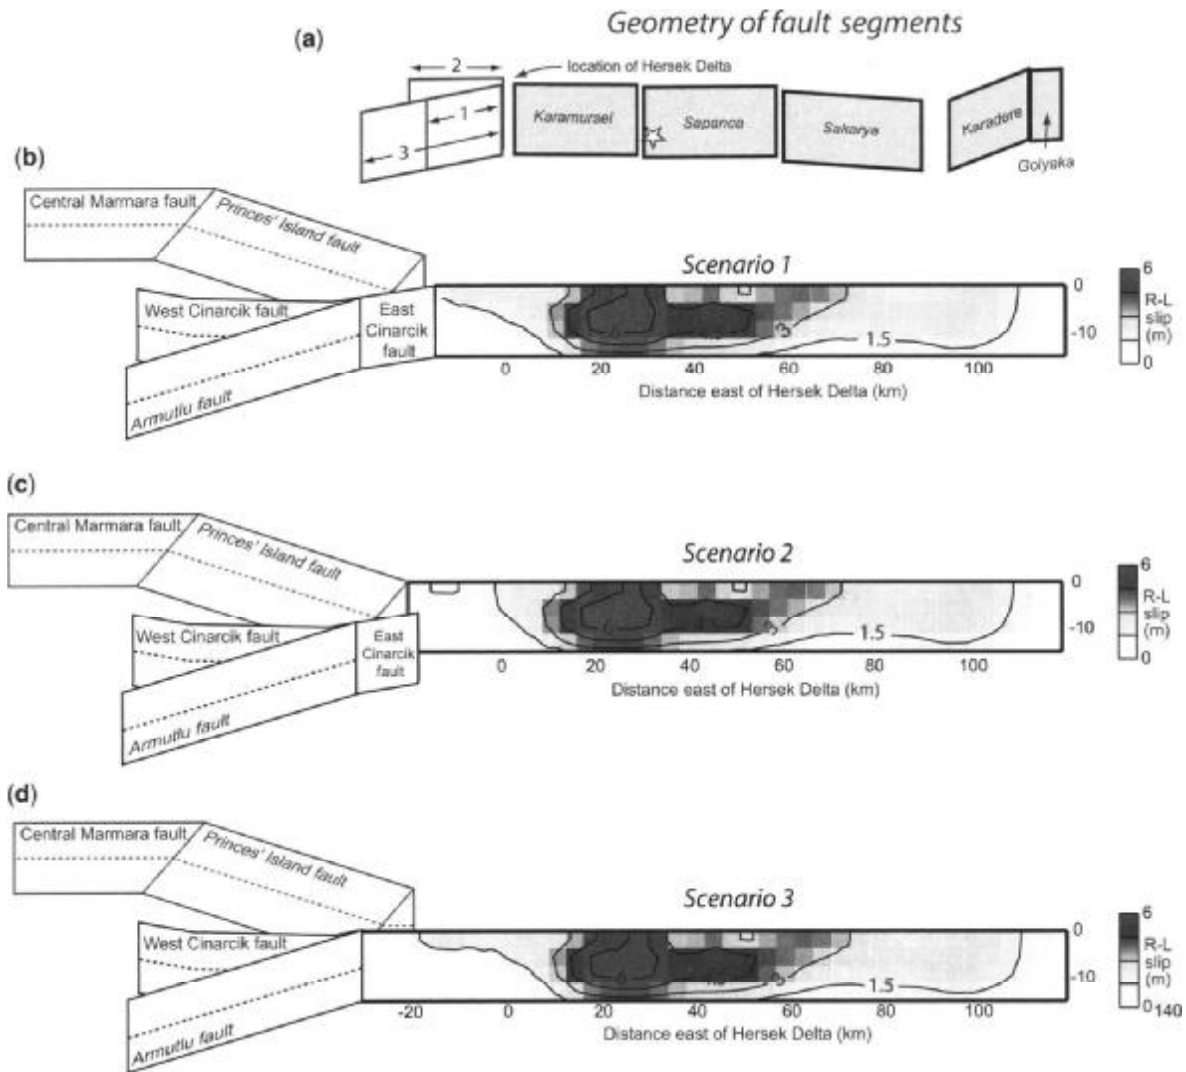 Geometry of fault segments
(a)
2
location of Hersek Delta
1
3
Karamursel
Sapanca
Sakarya
Karadere
Golyaka
(b)
Central Marmara fault
Princes' Island fault
Scenario 1
West Cinarcik fault
East
Cinarcik
fault
Armutlu fault
6
3
1.5
0
-10
6
R-L
slip
(m)
0
0 20 40 60 80 100
Distance east of Hersek Delta (km)
(c)
Central Marmara fault
Princes' Island fault
Scenario 2
West Cinarcik fault
East
Cinarcik
fault
Armutlu fault
6
3
1.5
0
-10
6
R-L
slip
(m)
0
0 20 40 60 80 100
Distance east of Hersek Delta (km)
(d)
Central Marmara fault
Princes' Island fault
Scenario 3
West Cinarcik fault
Armutlu fault
6
3
1.5
0
-10
6
R-L
slip
(m)
0 140
-20 0 20 40 60 80 100
Distance east of Hersek Delta (km)